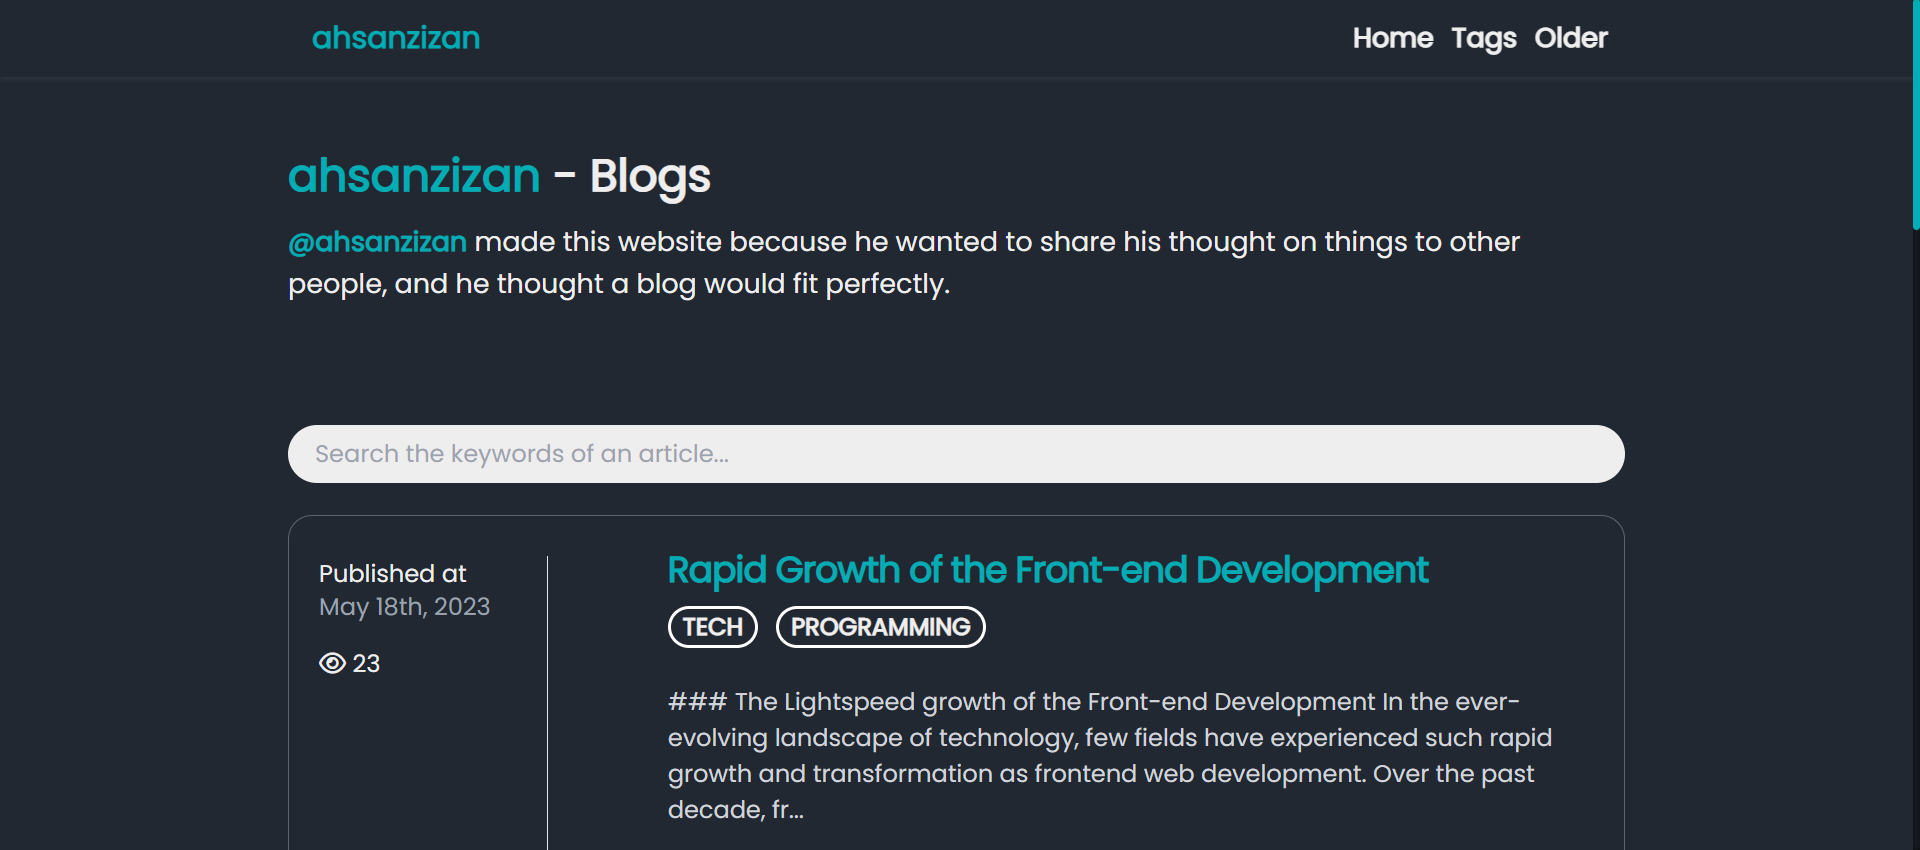 ahsanzizan
Home Tags Older
ahsanzizan - Blogs
@ahsanzizan made this website because he wanted to share his thought on things to other
people, and he thought a blog would fit perfectly.
Search the keywords of an article...
Published at
May 18th, 2023
23
Rapid Growth of the Front-end Development
TECH PROGRAMMING
### The Lightspeed growth of the Front-end Development In the ever-
evolving landscape of technology, few fields have experienced such rapid
growth and transformation as frontend web development. Over the past
decade, fr...